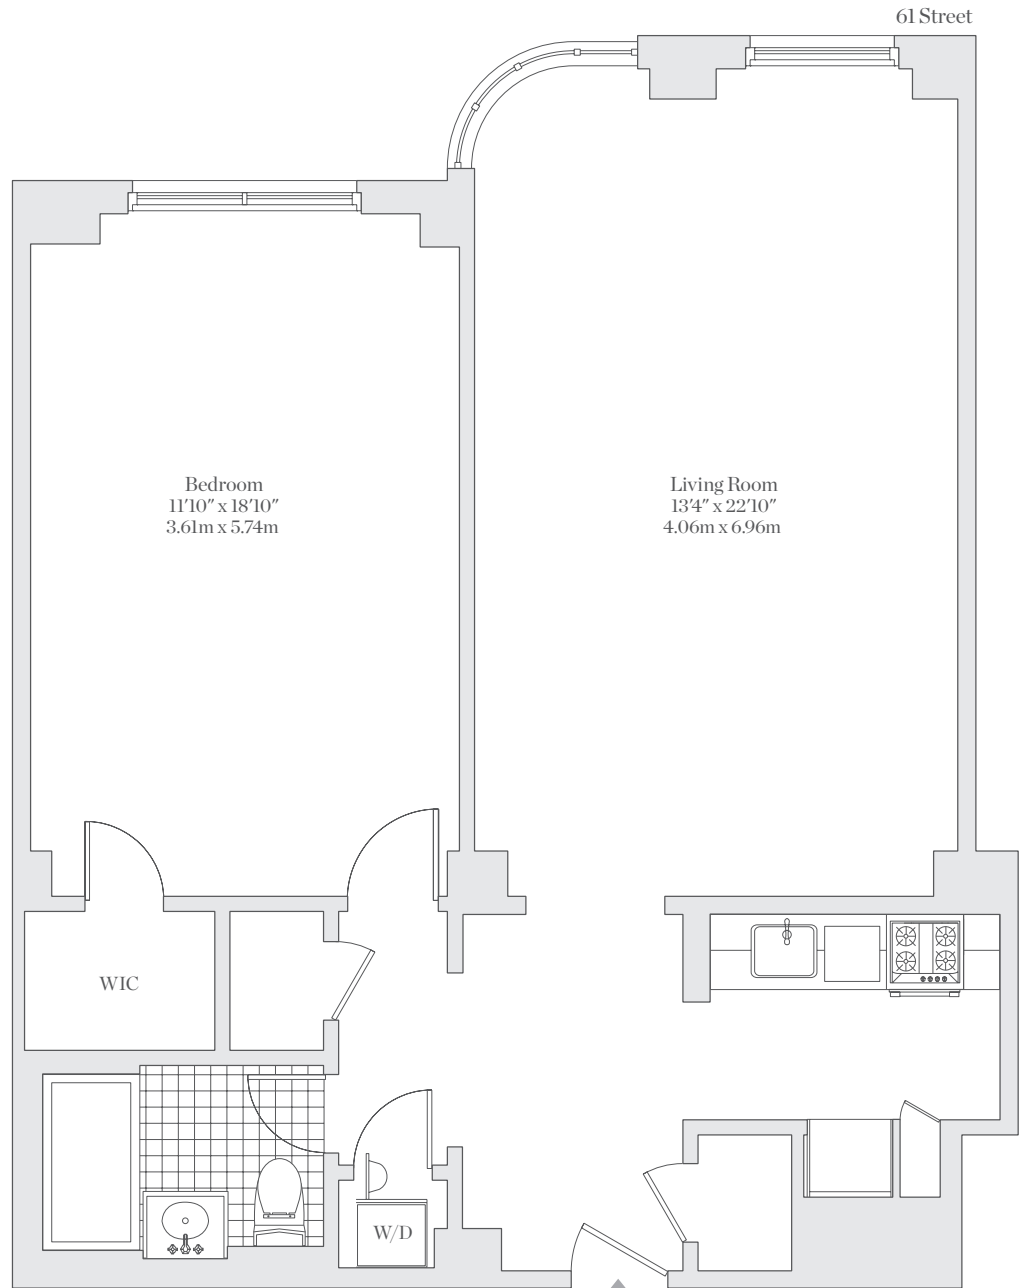 61 Street
Bedroom
11'10" x 18'10"
3.61m x 5.74m
Living Room
13'4" x 22'10"
4.06m x 6.96m
WIC
W/D